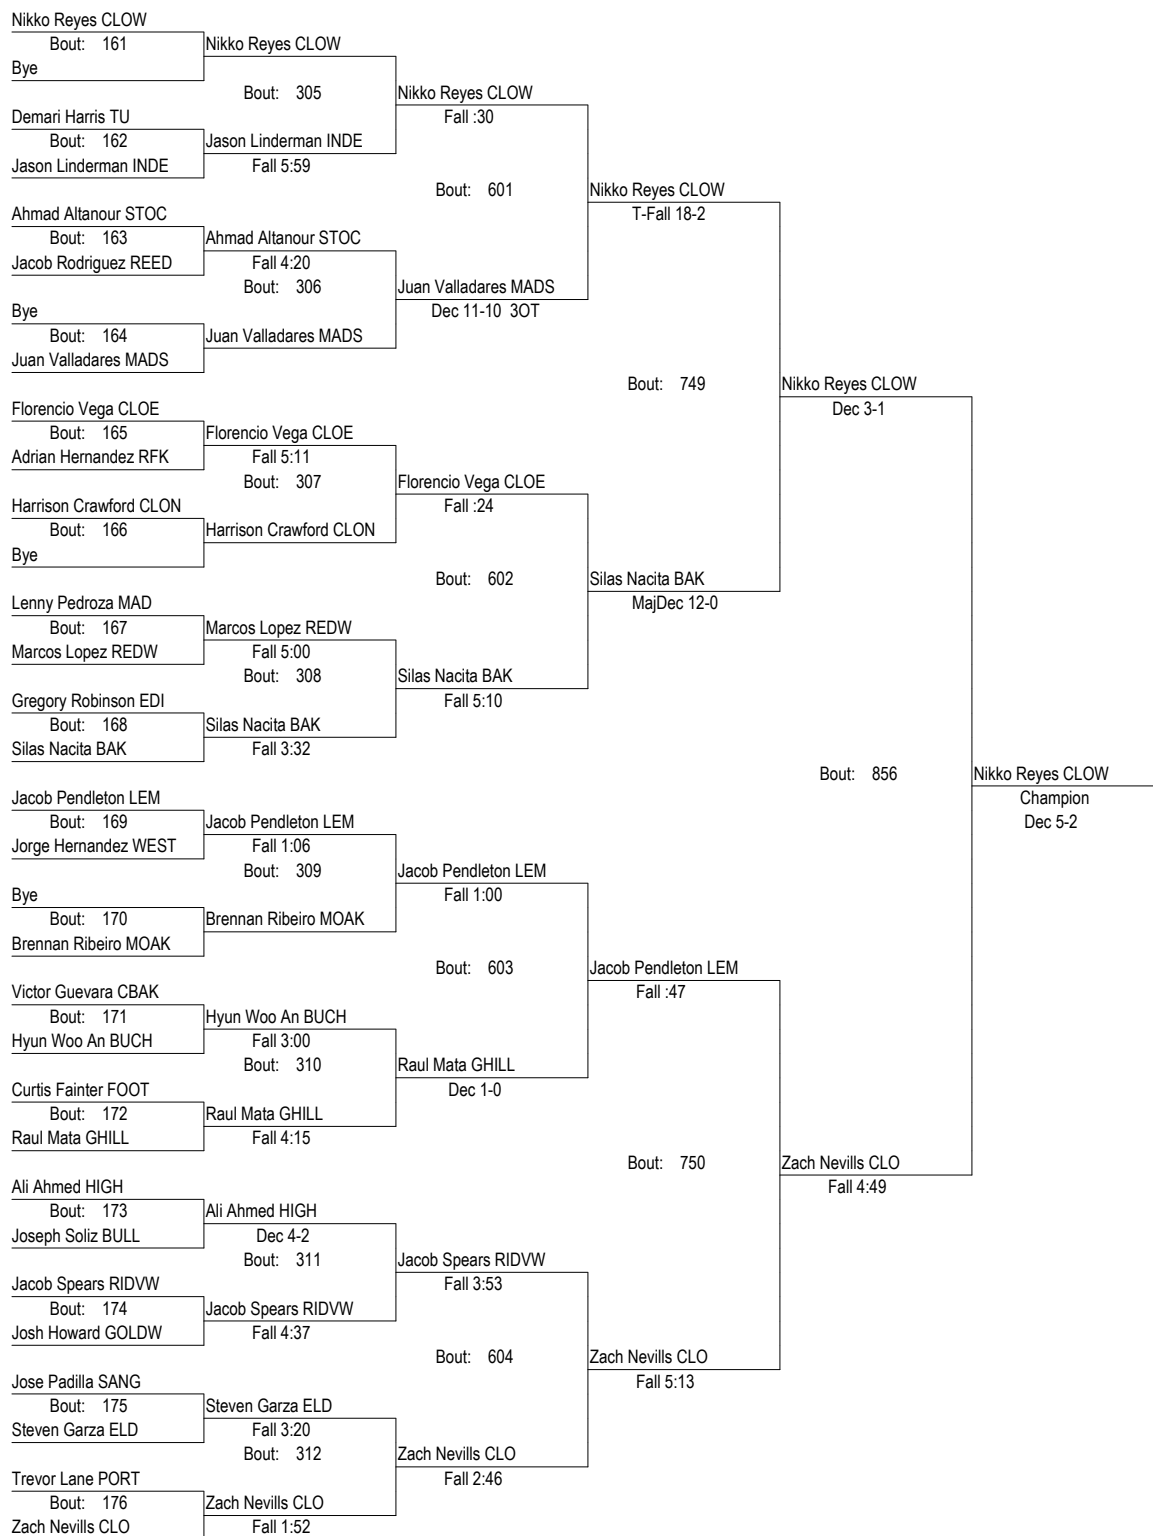 Nikko Reyes CLOW
Bout: 161
Nikko Reyes CLOW
Bye
Bout: 305
Nikko Reyes CLOW
Demari Harris TU
Fall :30
Bout: 162
Jason Linderman INDE
Jason Linderman INDE
Fall 5:59
Bout: 601
Nikko Reyes CLOW
Ahmad Altanour STOC
T-Fall 18-2
Bout: 163
Ahmad Altanour STOC
Jacob Rodriguez REED
Fall 4:20
Bout: 306
Juan Valladares MADS
Bye
Dec 11-10 3OT
Bout: 164
Juan Valladares MADS
Juan Valladares MADS
Bout: 749
Nikko Reyes CLOW
Florencio Vega CLOE
Dec 3-1
Bout: 165
Florencio Vega CLOE
Adrian Hernandez RFK
Fall 5:11
Bout: 307
Florencio Vega CLOE
Harrison Crawford CLON
Fall :24
Bout: 166
Harrison Crawford CLON
Bye
Bout: 602
Silas Nacita BAK
Lenny Pedroza MAD
MajDec 12-0
Bout: 167
Marcos Lopez REDW
Marcos Lopez REDW
Fall 5:00
Bout: 308
Silas Nacita BAK
Gregory Robinson EDI
Fall 5:10
Bout: 168
Silas Nacita BAK
Silas Nacita BAK
Fall 3:32
Bout: 856
Nikko Reyes CLOW
Jacob Pendleton LEM
Champion
Bout: 169
Jacob Pendleton LEM
Dec 5-2
Jorge Hernandez WEST
Fall 1:06
Bout: 309
Jacob Pendleton LEM
Bye
Fall 1:00
Bout: 170
Brennan Ribeiro MOAK
Brennan Ribeiro MOAK
Bout: 603
Jacob Pendleton LEM
Victor Guevara CBAK
Fall :47
Bout: 171
Hyun Woo An BUCH
Hyun Woo An BUCH
Fall 3:00
Bout: 310
Raul Mata GHILL
Curtis Fainter FOOT
Dec 1-0
Bout: 172
Raul Mata GHILL
Raul Mata GHILL
Fall 4:15
Bout: 750
Zach Nevills CLO
Ali Ahmed HIGH
Fall 4:49
Bout: 173
Ali Ahmed HIGH
Joseph Soliz BULL
Dec 4-2
Bout: 311
Jacob Spears RIDVW
Jacob Spears RIDVW
Fall 3:53
Bout: 174
Jacob Spears RIDVW
Josh Howard GOLDW
Fall 4:37
Bout: 604
Zach Nevills CLO
Jose Padilla SANG
Fall 5:13
Bout: 175
Steven Garza ELD
Steven Garza ELD
Fall 3:20
Bout: 312
Zach Nevills CLO
Trevor Lane PORT
Fall 2:46
Bout: 176
Zach Nevills CLO
Zach Nevills CLO
Fall 1:52